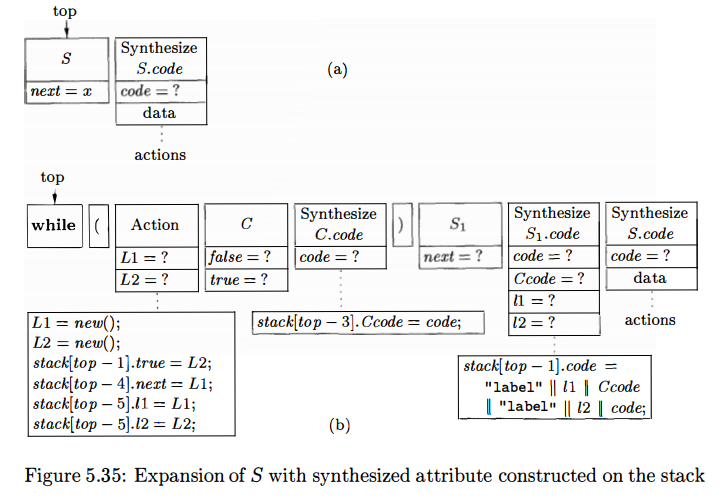 top
S
next = x
Synthesize
S.code
code = ?
data
actions
(a)
top
while
(
Action
L1 = ?
L2 = ?
C
false = ?
true = ?
Synthesize
C.code
code = ?
)
S₁
next = ?
Synthesize
S₁.code
code = ?
Ccode = ?
l1 = ?
l2 = ?
Synthesize
S.code
code = ?
data
actions
L1 = new();
L2 = new();
stack[top − 1].true = L2;
stack[top − 4].next = L1;
stack[top − 5].l1 = L1;
stack[top − 5].l2 = L2;
stack[top − 3].Ccode = code;
stack[top − 1].code =
"label" || l1 || Ccode
|| "label" || l2 || code;
(b)
Figure 5.35: Expansion of S with synthesized attribute constructed on the stack